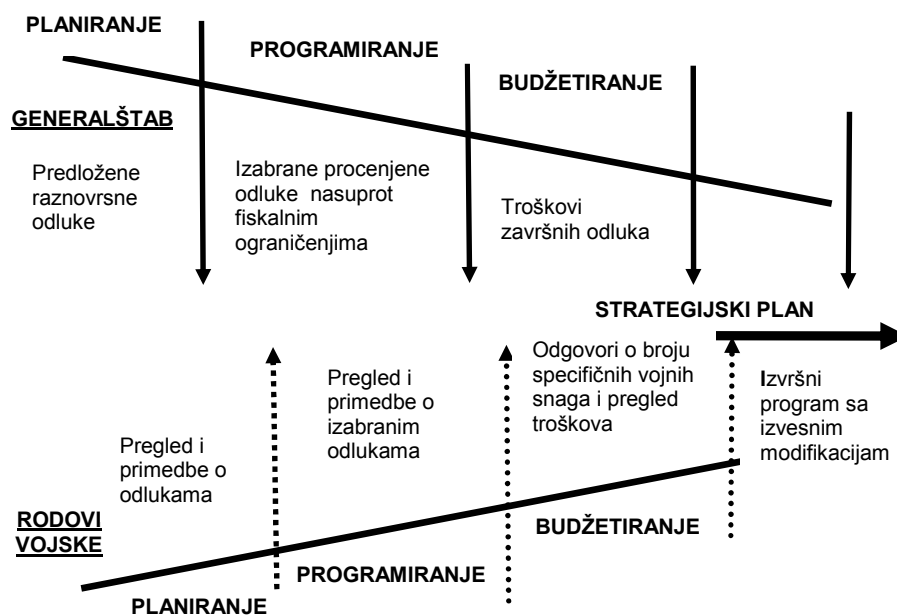 PLANIRANJE
PROGRAMIRANJE
BUDŽETIRANJE
GENERALŠTAB
Predložene
raznovrsne
odluke
Izabrane procenjene
odluke nasuprot
fiskalnim
ograničenjima
Troškovi
završnih odluka
STRATEGIJSKI PLAN
Pregled i
primedbe o
odlukama
Pregled i
primedbe o
izabranim
odlukama
Odgovori o broju
specifičnih vojnih
snaga i pregled
troškova
Izvršni
program sa
izvesnim
modifikacijam
RODOVI
VOJSKE
BUDŽETIRANJE
PROGRAMIRANJE
PLANIRANJE